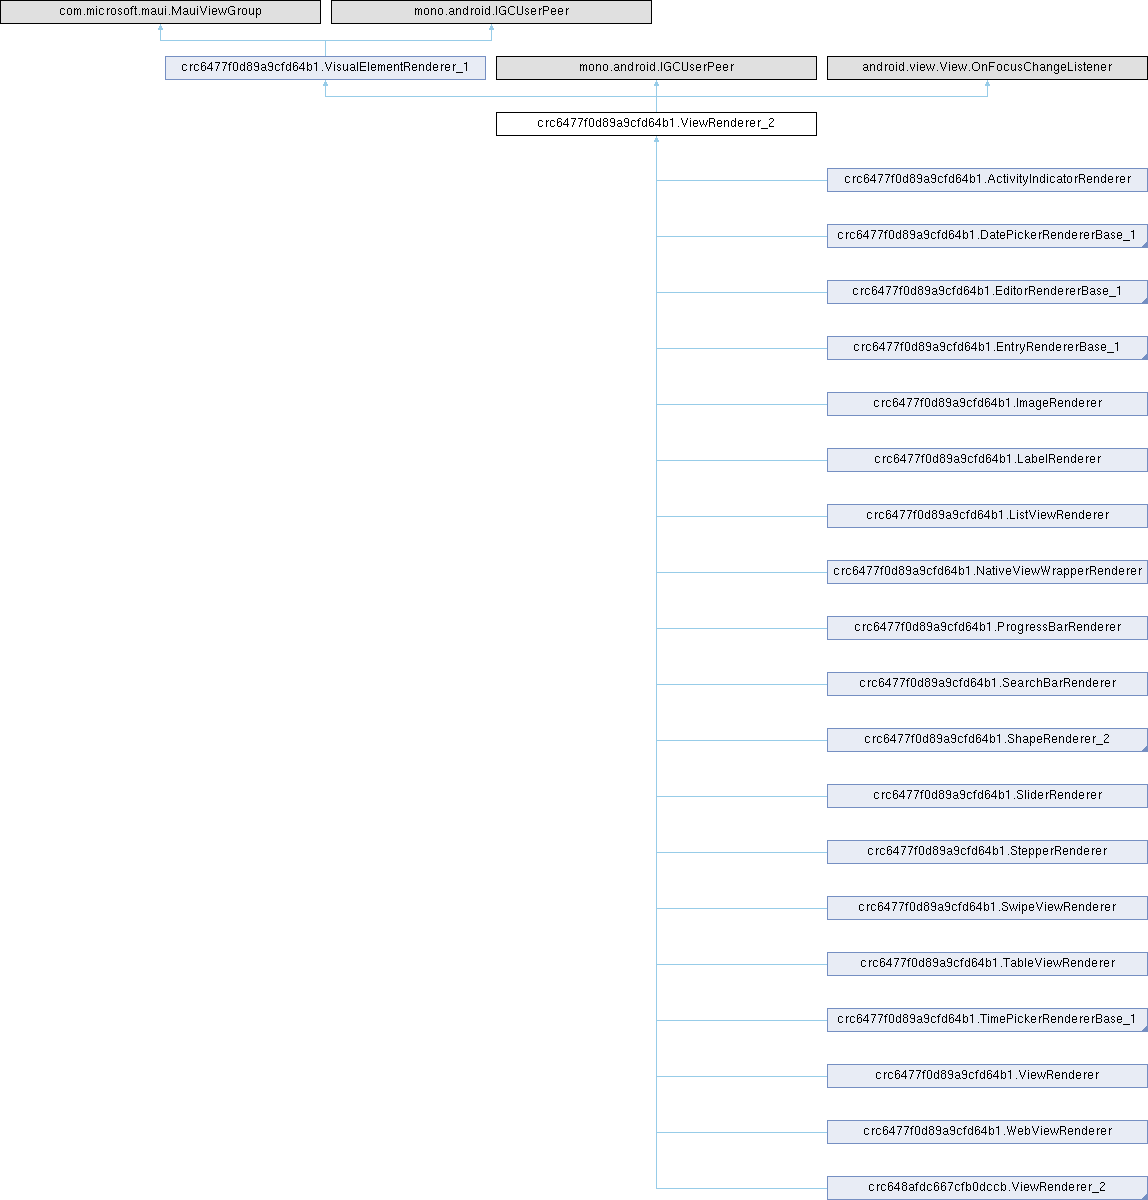 com.microsoft.maui.MauiViewGroup
mono.android.IGCUserPeer
crc6477f0d89a9cfd64b1.VisualElementRenderer_1
mono.android.IGCUserPeer
android.view.View.OnFocusChangeListener
crc6477f0d89a9cfd64b1.ViewRenderer_2
crc6477f0d89a9cfd64b1.ActivityIndicatorRenderer
crc6477f0d89a9cfd64b1.DatePickerRendererBase_1
crc6477f0d89a9cfd64b1.EditorRendererBase_1
crc6477f0d89a9cfd64b1.EntryRendererBase_1
crc6477f0d89a9cfd64b1.ImageRenderer
crc6477f0d89a9cfd64b1.LabelRenderer
crc6477f0d89a9cfd64b1.ListViewRenderer
crc6477f0d89a9cfd64b1.NativeViewWrapperRenderer
crc6477f0d89a9cfd64b1.ProgressBarRenderer
crc6477f0d89a9cfd64b1.SearchBarRenderer
crc6477f0d89a9cfd64b1.ShapeRenderer_2
crc6477f0d89a9cfd64b1.SliderRenderer
crc6477f0d89a9cfd64b1.StepperRenderer
crc6477f0d89a9cfd64b1.SwipeViewRenderer
crc6477f0d89a9cfd64b1.TableViewRenderer
crc6477f0d89a9cfd64b1.TimePickerRendererBase_1
crc6477f0d89a9cfd64b1.ViewRenderer
crc6477f0d89a9cfd64b1.WebViewRenderer
crc648afdc667cfb0dccb.ViewRenderer_2